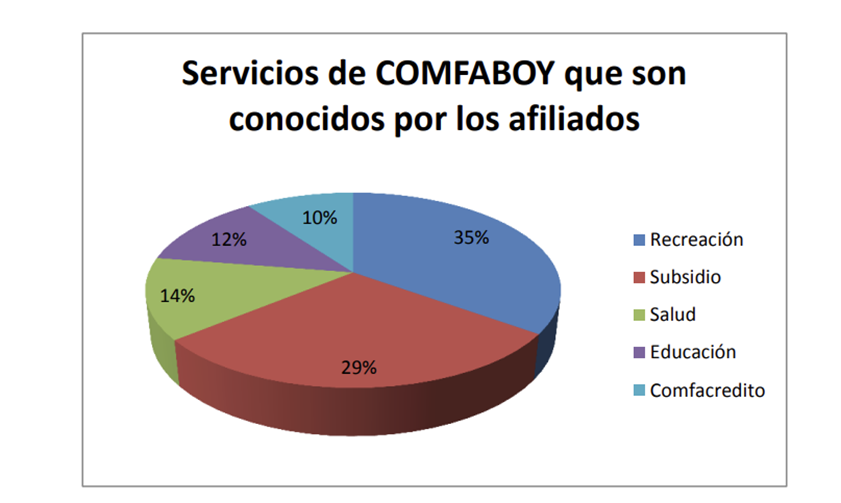 Servicios de COMFABOY que son
conocidos por los afiliados
10%
35%
12%
14%
29%
Recreación
Subsidio
Salud
Educación
Comfacredito